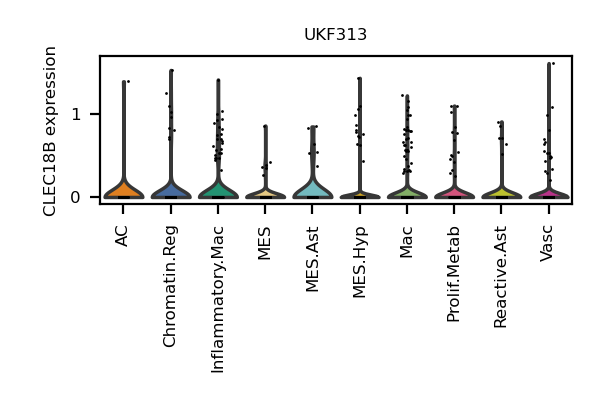 UKF313
CLEC18B expression
1
0
AC
Chromatin.Reg
Inflammatory.Mac
MES
MES.Ast
MES.Hyp
Mac
Prolif.Metab
Reactive.Ast
Vasc